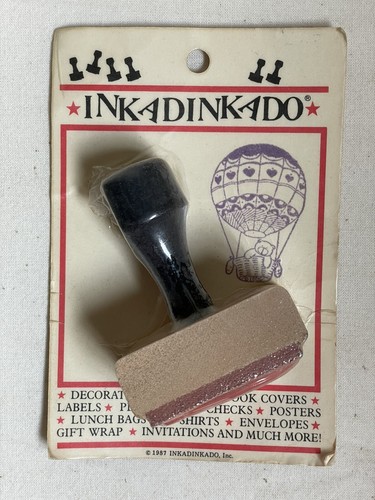 ★ INKADINKADO® ★
★ DECORAT OOK COVERS ★
LABELS ★ P CHECKS ★ POSTERS
★ LUNCH BAGS SHIRTS ★ ENVELOPES ★
GIFT WRAP ★ INVITATIONS AND MUCH MORE!
© 1987 INKADINKADO, Inc.